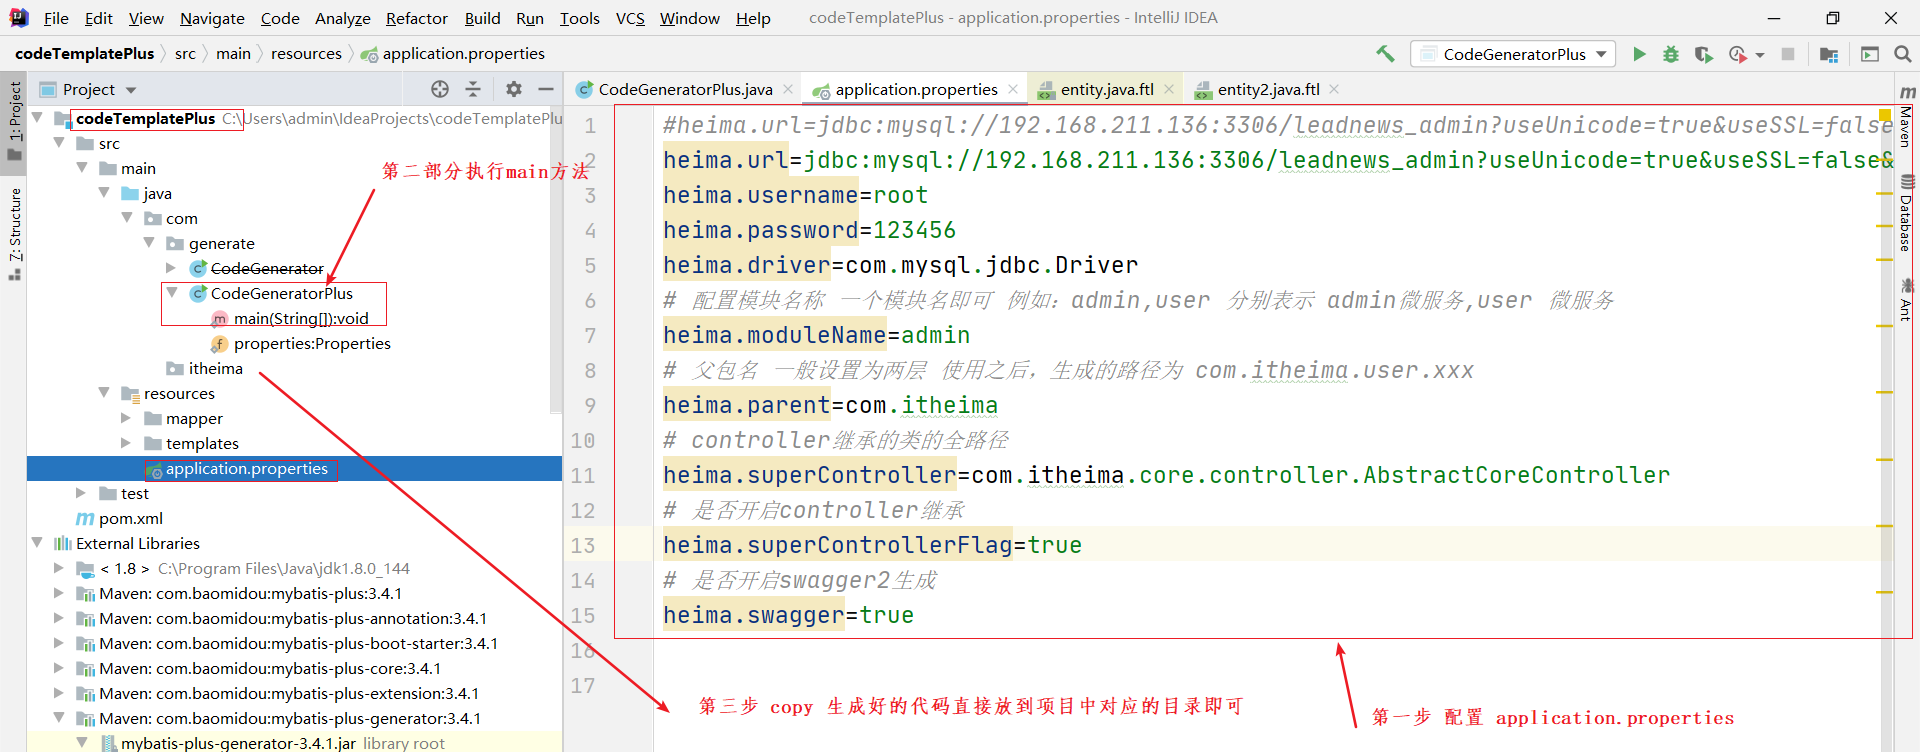 File Edit View Navigate Code Analyze Refactor Build Run Tools VCS Window Help codeTemplatePlus - application.properties - IntelliJ IDEA
codeTemplatePlus src main resources application.properties CodeGeneratorPlus
Project CodeGeneratorPlus.java application.properties entity.java.ftl entity2.java.ftl
1: Project
7: Structure
codeTemplatePlus C:\Users\admin\IdeaProjects\codeTemplatePlu
src
main
java
com
generate
CodeGenerator
CodeGeneratorPlus
main(String[]):void
properties:Properties
itheima
resources
mapper
templates
application.properties
test
pom.xml
External Libraries
< 1.8 > C:\Program Files\Java\jdk1.8.0_144
Maven: com.baomidou:mybatis-plus:3.4.1
Maven: com.baomidou:mybatis-plus-annotation:3.4.1
Maven: com.baomidou:mybatis-plus-boot-starter:3.4.1
Maven: com.baomidou:mybatis-plus-core:3.4.1
Maven: com.baomidou:mybatis-plus-extension:3.4.1
Maven: com.baomidou:mybatis-plus-generator:3.4.1
mybatis-plus-generator-3.4.1.jar library root
第二部分执行main方法
1 #heima.url=jdbc:mysql://192.168.211.136:3306/leadnews_admin?useUnicode=true&useSSL=false
2 heima.url=jdbc:mysql://192.168.211.136:3306/leadnews_admin?useUnicode=true&useSSL=false&
3 heima.username=root
4 heima.password=123456
5 heima.driver=com.mysql.jdbc.Driver
6 # 配置模块名称 一个模块名即可 例如：admin,user 分别表示 admin微服务,user 微服务
7 heima.moduleName=admin
8 # 父包名 一般设置为两层 使用之后，生成的路径为 com.itheima.user.xxx
9 heima.parent=com.itheima
10 # controller继承的类的全路径
11 heima.superController=com.itheima.core.controller.AbstractCoreController
12 # 是否开启controller继承
13 heima.superControllerFlag=true
14 # 是否开启swagger2生成
15 heima.swagger=true
16
17
第三步 copy 生成好的代码直接放到项目中对应的目录即可
第一步 配置 application.properties
m Maven
Database
Ant